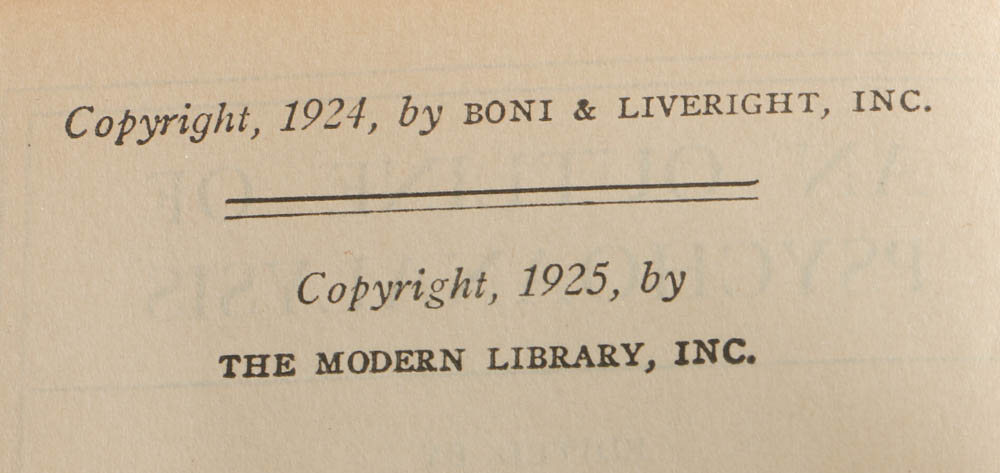 Copyright, 1924, by BONI & LIVERIGHT, INC.
Copyright, 1925, by
THE MODERN LIBRARY, INC.